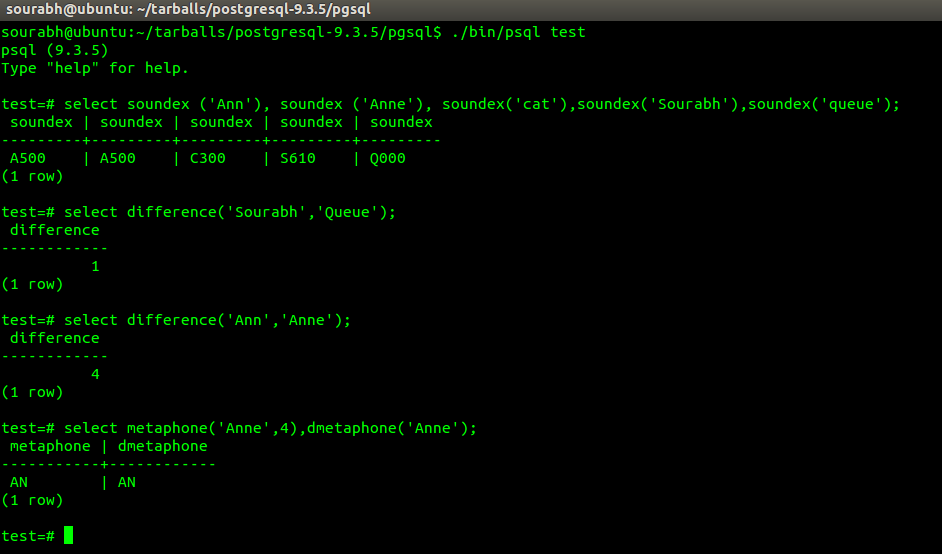 sourabh@ubuntu: ~/tarballs/postgresql-9.3.5/pgsql
sourabh@ubuntu:~/tarballs/postgresql-9.3.5/pgsql$ ./bin/psql test
psql (9.3.5)
Type "help" for help.
test=# select soundex ('Ann'), soundex ('Anne'), soundex('cat'),soundex('Sourabh'),soundex('queue');
 soundex | soundex | soundex | soundex | soundex
---------+---------+---------+---------+---------
 A500    | A500    | C300    | S610    | Q000
(1 row)
test=# select difference('Sourabh','Queue');
 difference
------------
          1
(1 row)
test=# select difference('Ann','Anne');
 difference
------------
          4
(1 row)
test=# select metaphone('Anne',4),dmetaphone('Anne');
 metaphone | dmetaphone
-----------+------------
 AN        | AN
(1 row)
test=#